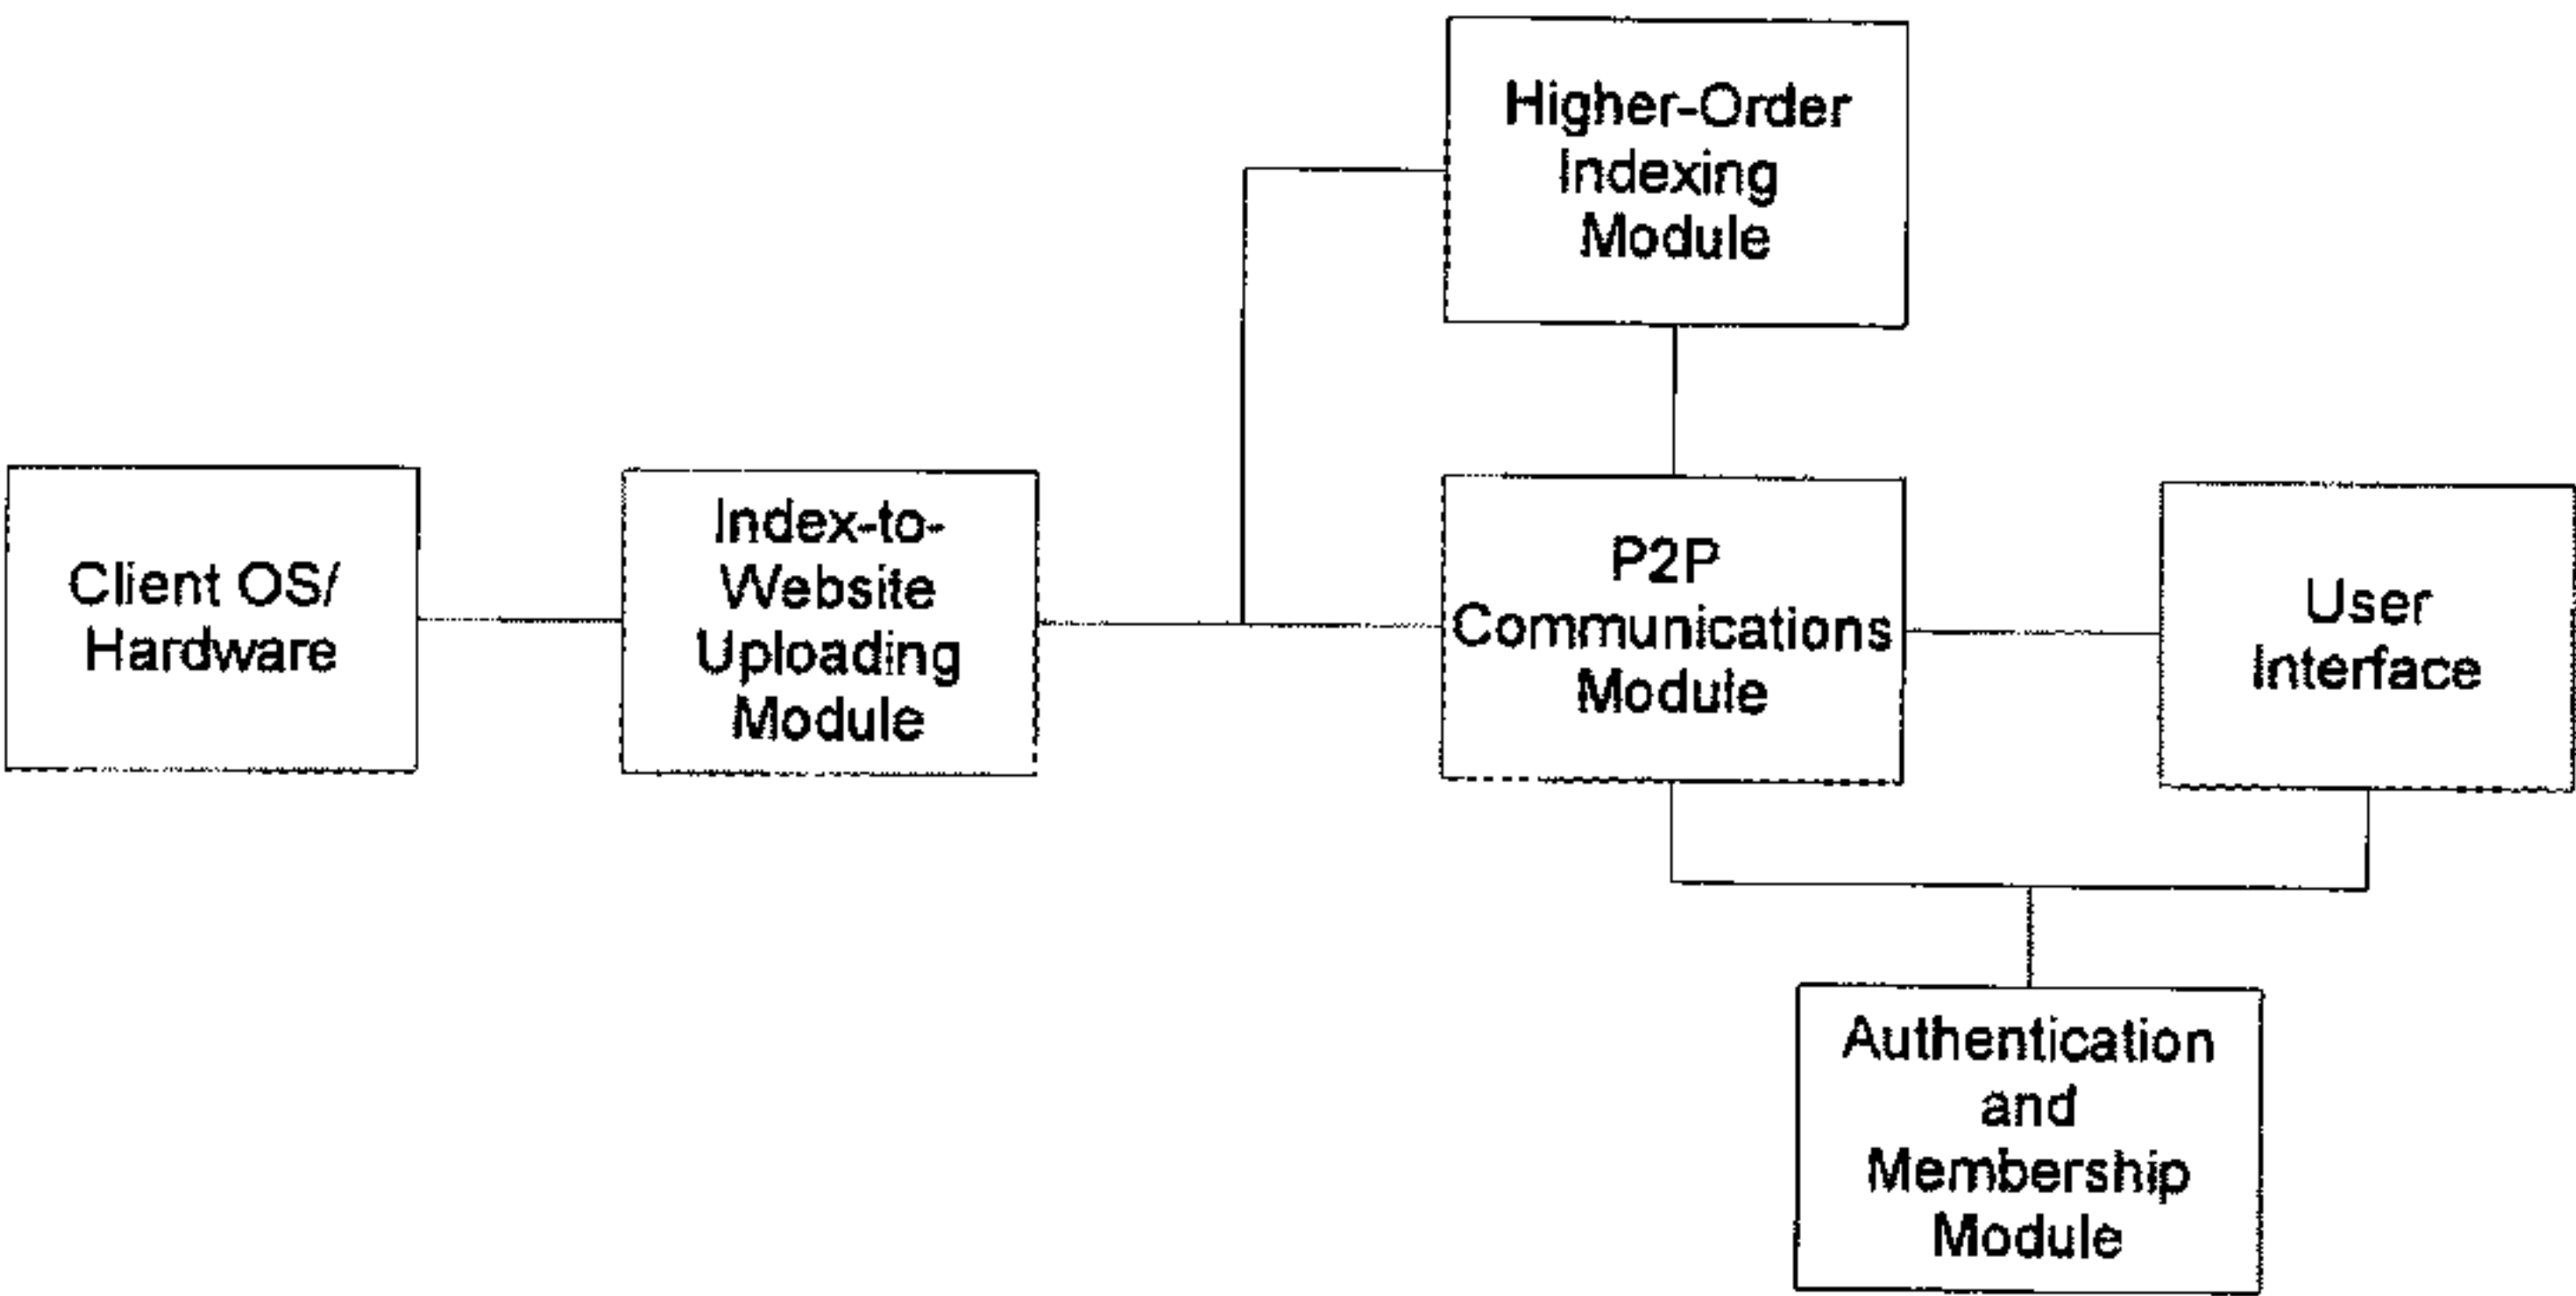 Higher-Order
Indexing
Module
Client OS/
Hardware
Index-to-
Website
Uploading
Module
P2P
Communications
Module
User
Interface
Authentication
and
Membership
Module